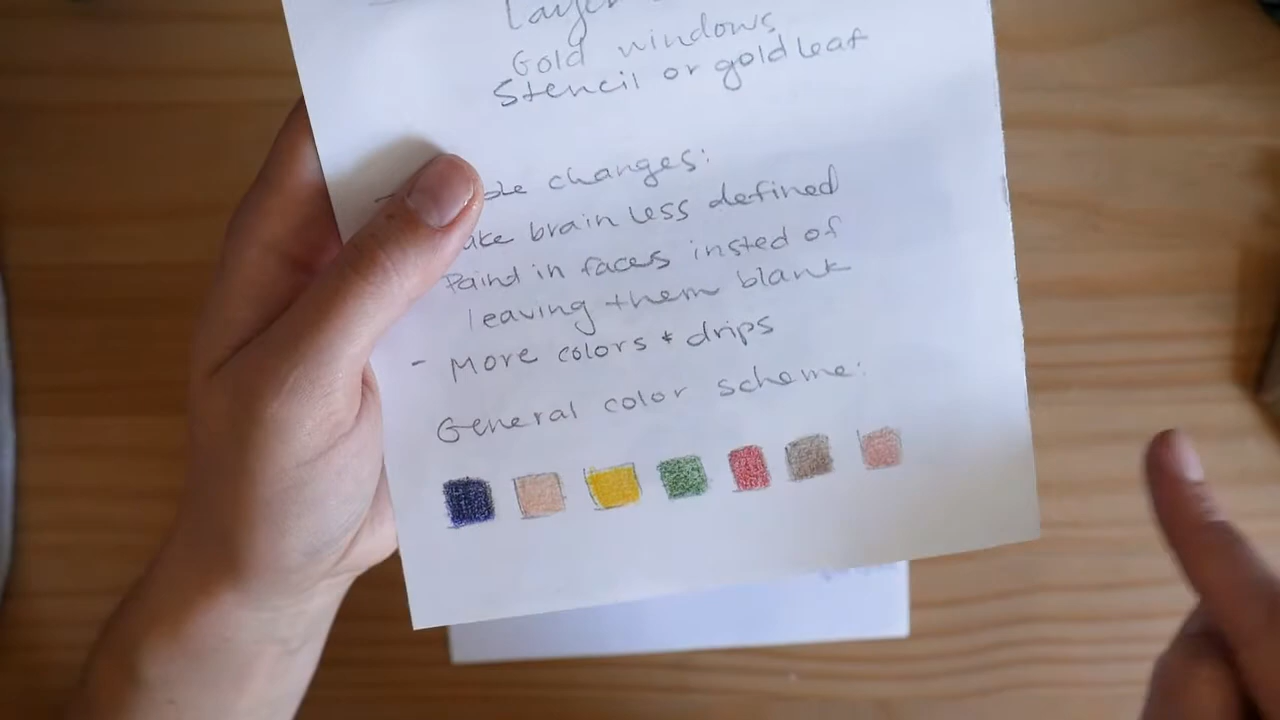 Gold windows
Stencil or gold leaf
changes:
brain less defined
Paind in faces insted of
leaving them blank
- More colors + drips
General color scheme: